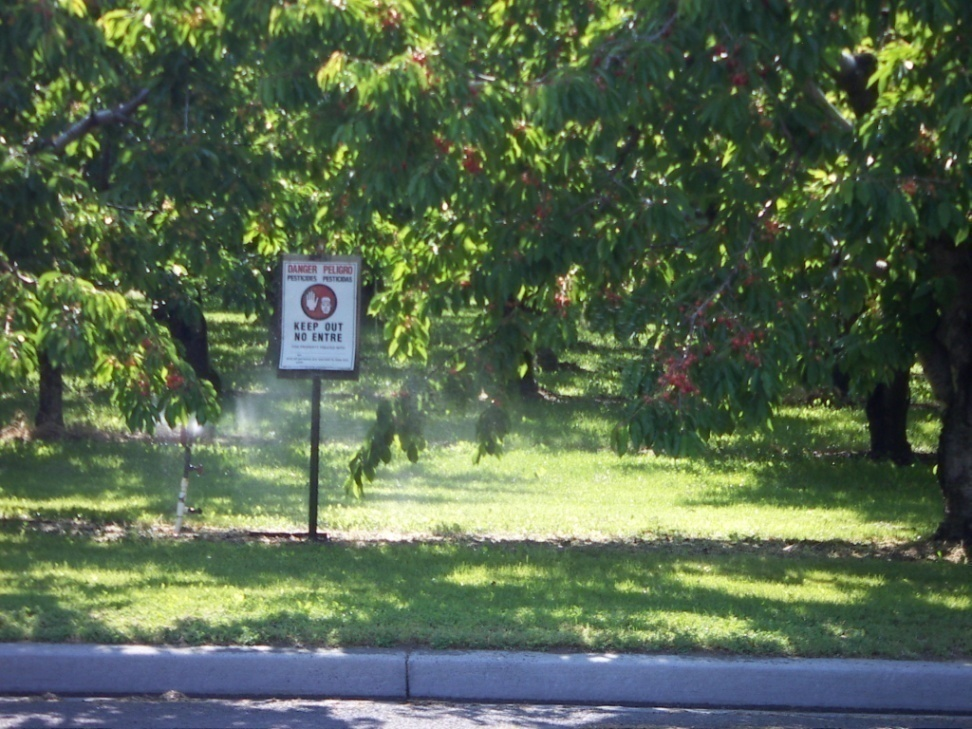 DANGER PELIGRO
PESTICIDES PESTICIDAS
KEEP OUT
NO ENTRE